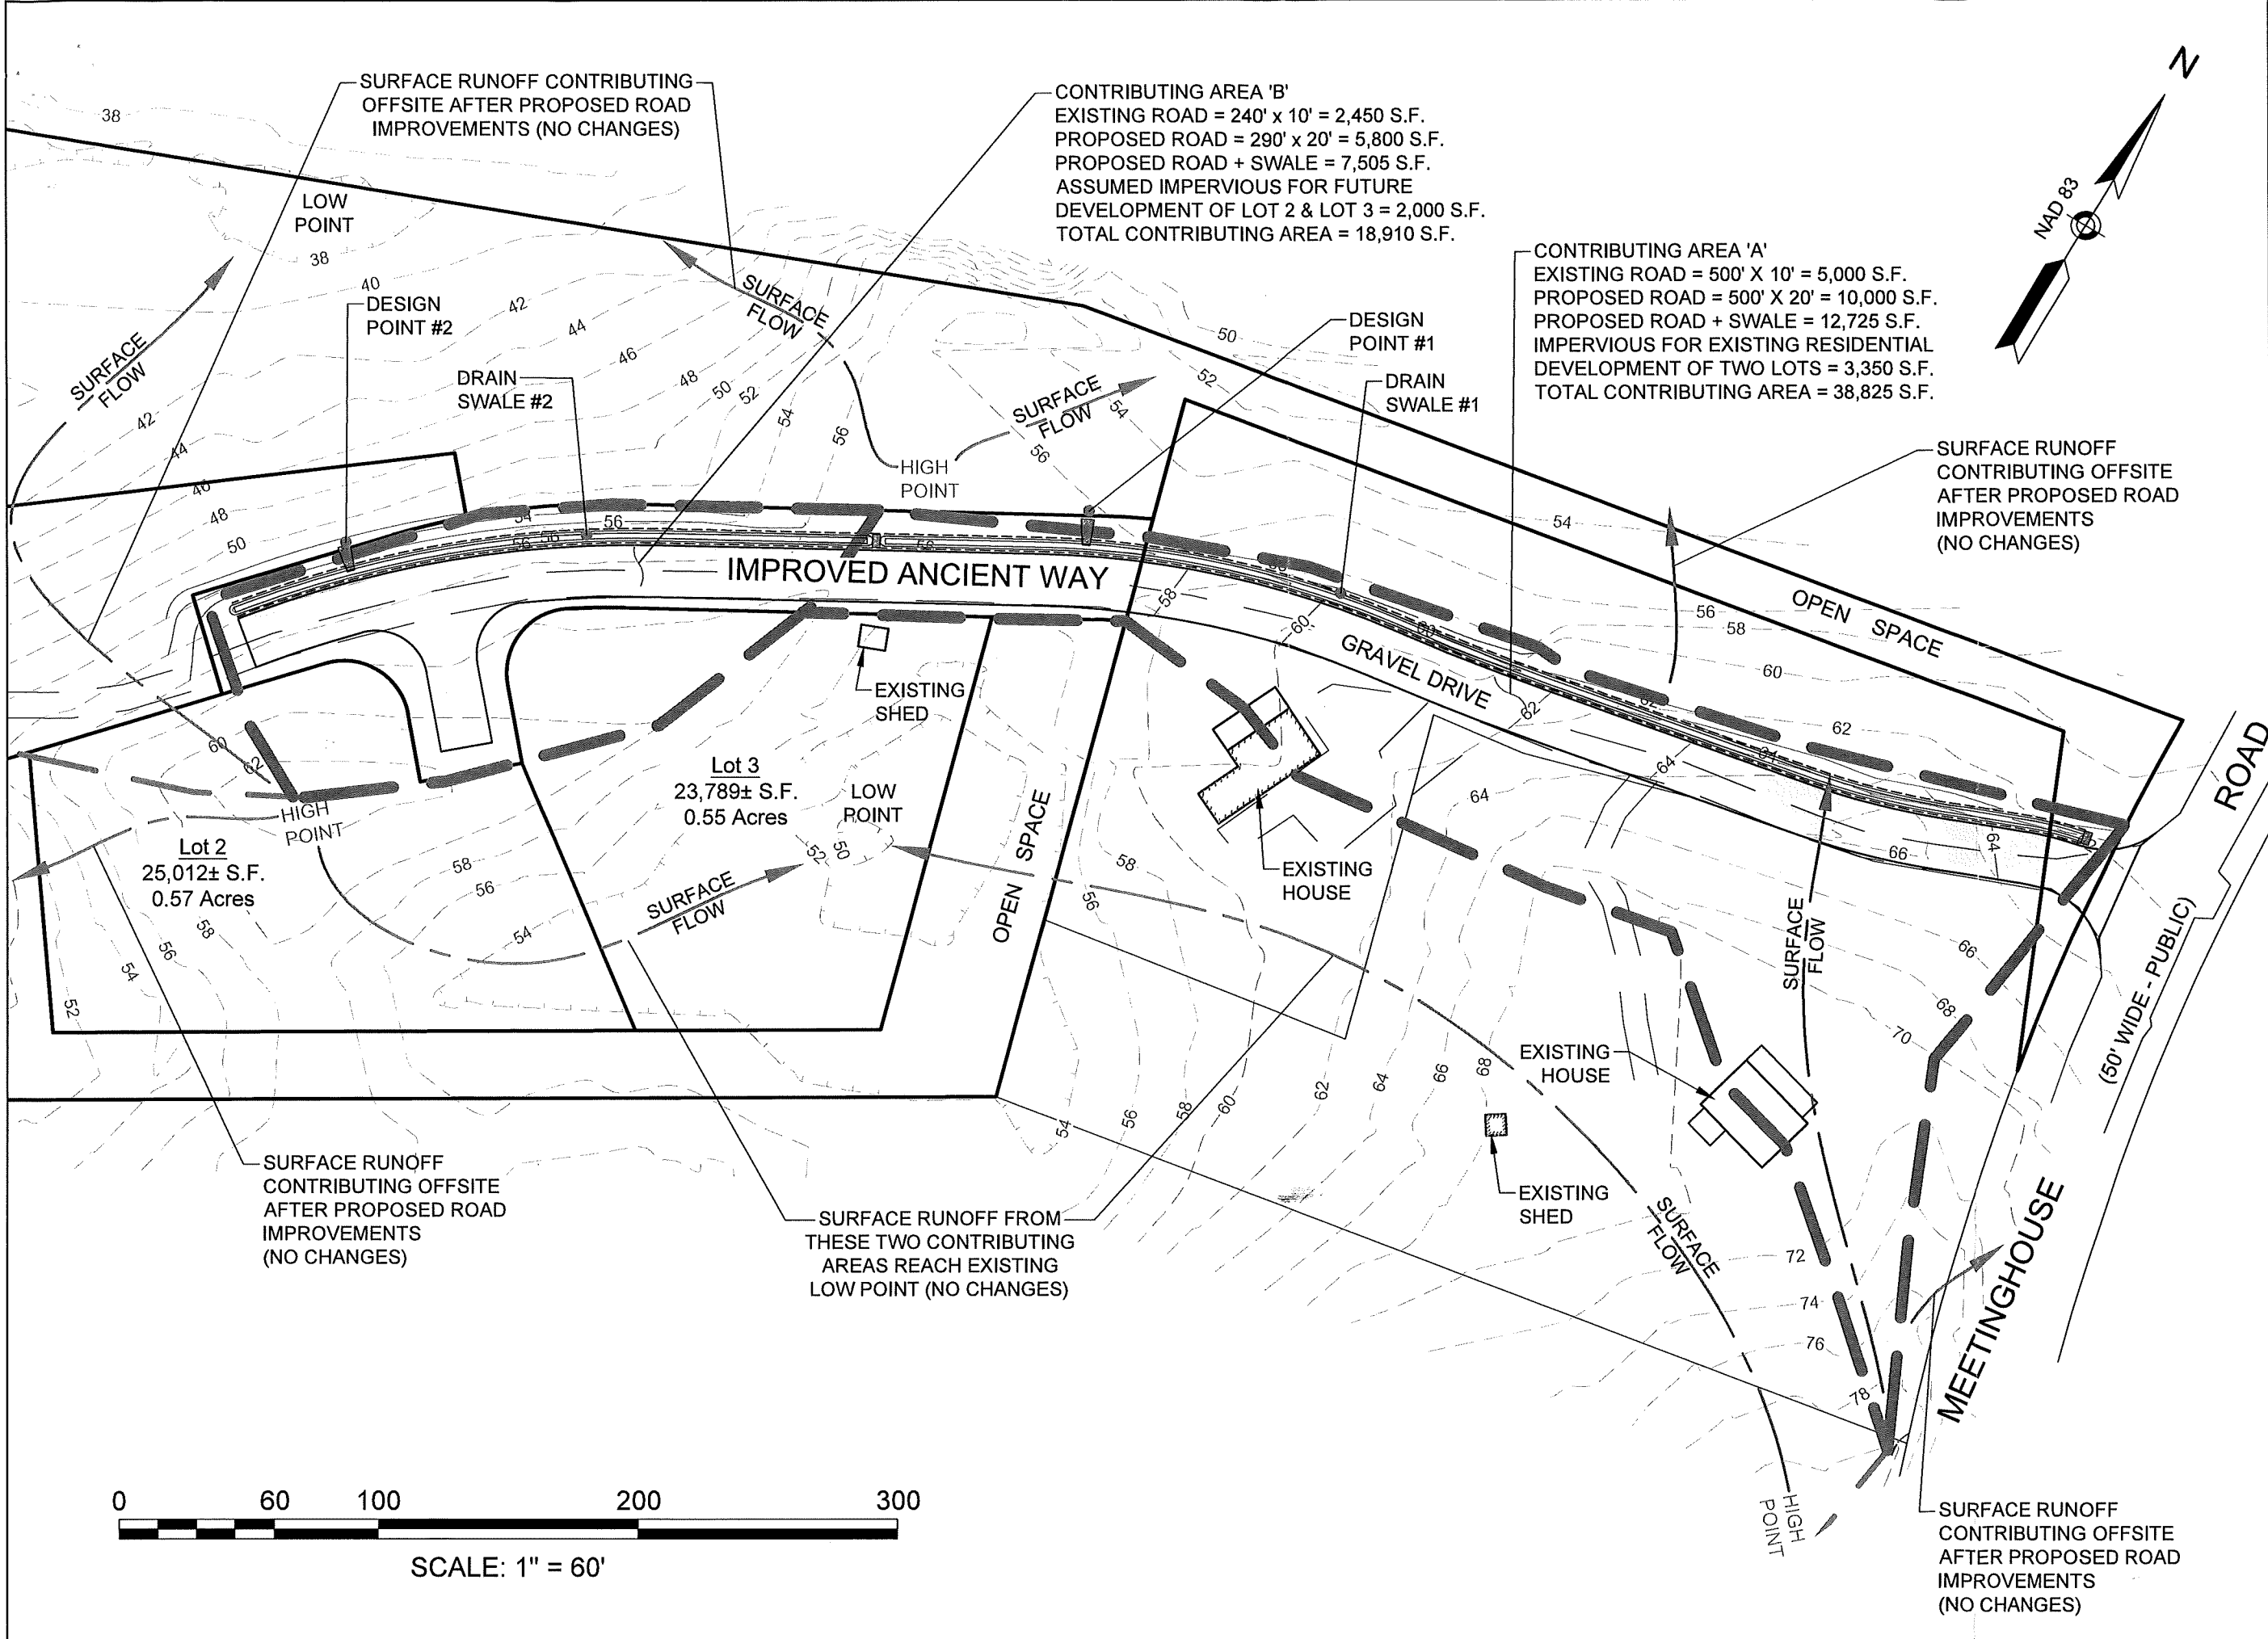 SURFACE RUNOFF CONTRIBUTING
OFFSITE AFTER PROPOSED ROAD
IMPROVEMENTS (NO CHANGES)
CONTRIBUTING AREA 'B'
EXISTING ROAD = 240' x 10' = 2,450 S.F.
PROPOSED ROAD = 290' x 20' = 5,800 S.F.
PROPOSED ROAD + SWALE = 7,505 S.F.
ASSUMED IMPERVIOUS FOR FUTURE
DEVELOPMENT OF LOT 2 & LOT 3 = 2,000 S.F.
TOTAL CONTRIBUTING AREA = 18,910 S.F.
CONTRIBUTING AREA 'A'
EXISTING ROAD = 500' X 10' = 5,000 S.F.
PROPOSED ROAD = 500' X 20' = 10,000 S.F.
PROPOSED ROAD + SWALE = 12,725 S.F.
IMPERVIOUS FOR EXISTING RESIDENTIAL
DEVELOPMENT OF TWO LOTS = 3,350 S.F.
TOTAL CONTRIBUTING AREA = 38,825 S.F.
N
NAD 83
38
LOW
POINT
38
40
42
44
46
48
50
52
54
56
DESIGN
POINT #2
DRAIN
SWALE #2
SURFACE
FLOW
SURFACE
FLOW
SURFACE
FLOW
HIGH
POINT
DESIGN
POINT #1
DRAIN
SWALE #1
50
52
54
56
42
44
46
48
50
SURFACE RUNOFF
CONTRIBUTING OFFSITE
AFTER PROPOSED ROAD
IMPROVEMENTS
(NO CHANGES)
54
56
58
60
62
OPEN SPACE
54
56
56
56
56
IMPROVED ANCIENT WAY
58
60
60
62
62
64
64
64
66
GRAVEL DRIVE
EXISTING
SHED
Lot 3
23,789± S.F.
0.55 Acres
LOW
POINT
50
52
OPEN SPACE
EXISTING
HOUSE
64
60
62
HIGH
POINT
Lot 2
25,012± S.F.
0.57 Acres
58
56
54
58
56
54
52
SURFACE
FLOW
58
56
SURFACE
FLOW
66
68
70
ROAD
(50' WIDE - PUBLIC)
MEETINGHOUSE
EXISTING
HOUSE
EXISTING
SHED
54
56
58
60
62
64
66
68
SURFACE
FLOW
72
74
76
78
HIGH
POINT
SURFACE RUNOFF
CONTRIBUTING OFFSITE
AFTER PROPOSED ROAD
IMPROVEMENTS
(NO CHANGES)
SURFACE RUNOFF FROM
THESE TWO CONTRIBUTING
AREAS REACH EXISTING
LOW POINT (NO CHANGES)
SURFACE RUNOFF
CONTRIBUTING OFFSITE
AFTER PROPOSED ROAD
IMPROVEMENTS
(NO CHANGES)
0 60 100 200 300
SCALE: 1" = 60'